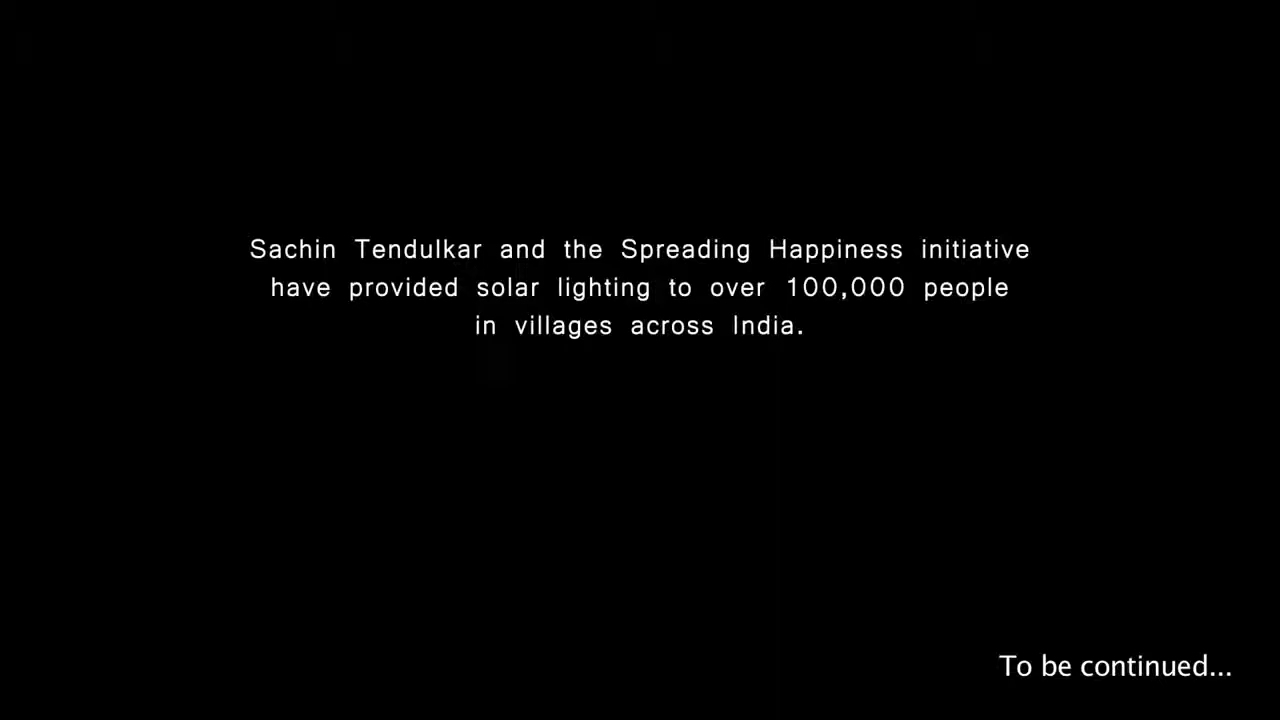 Sachin Tendulkar and the Spreading Happiness initiative
have provided solar lighting to over 100,000 people
in villages across India.
To be continued...